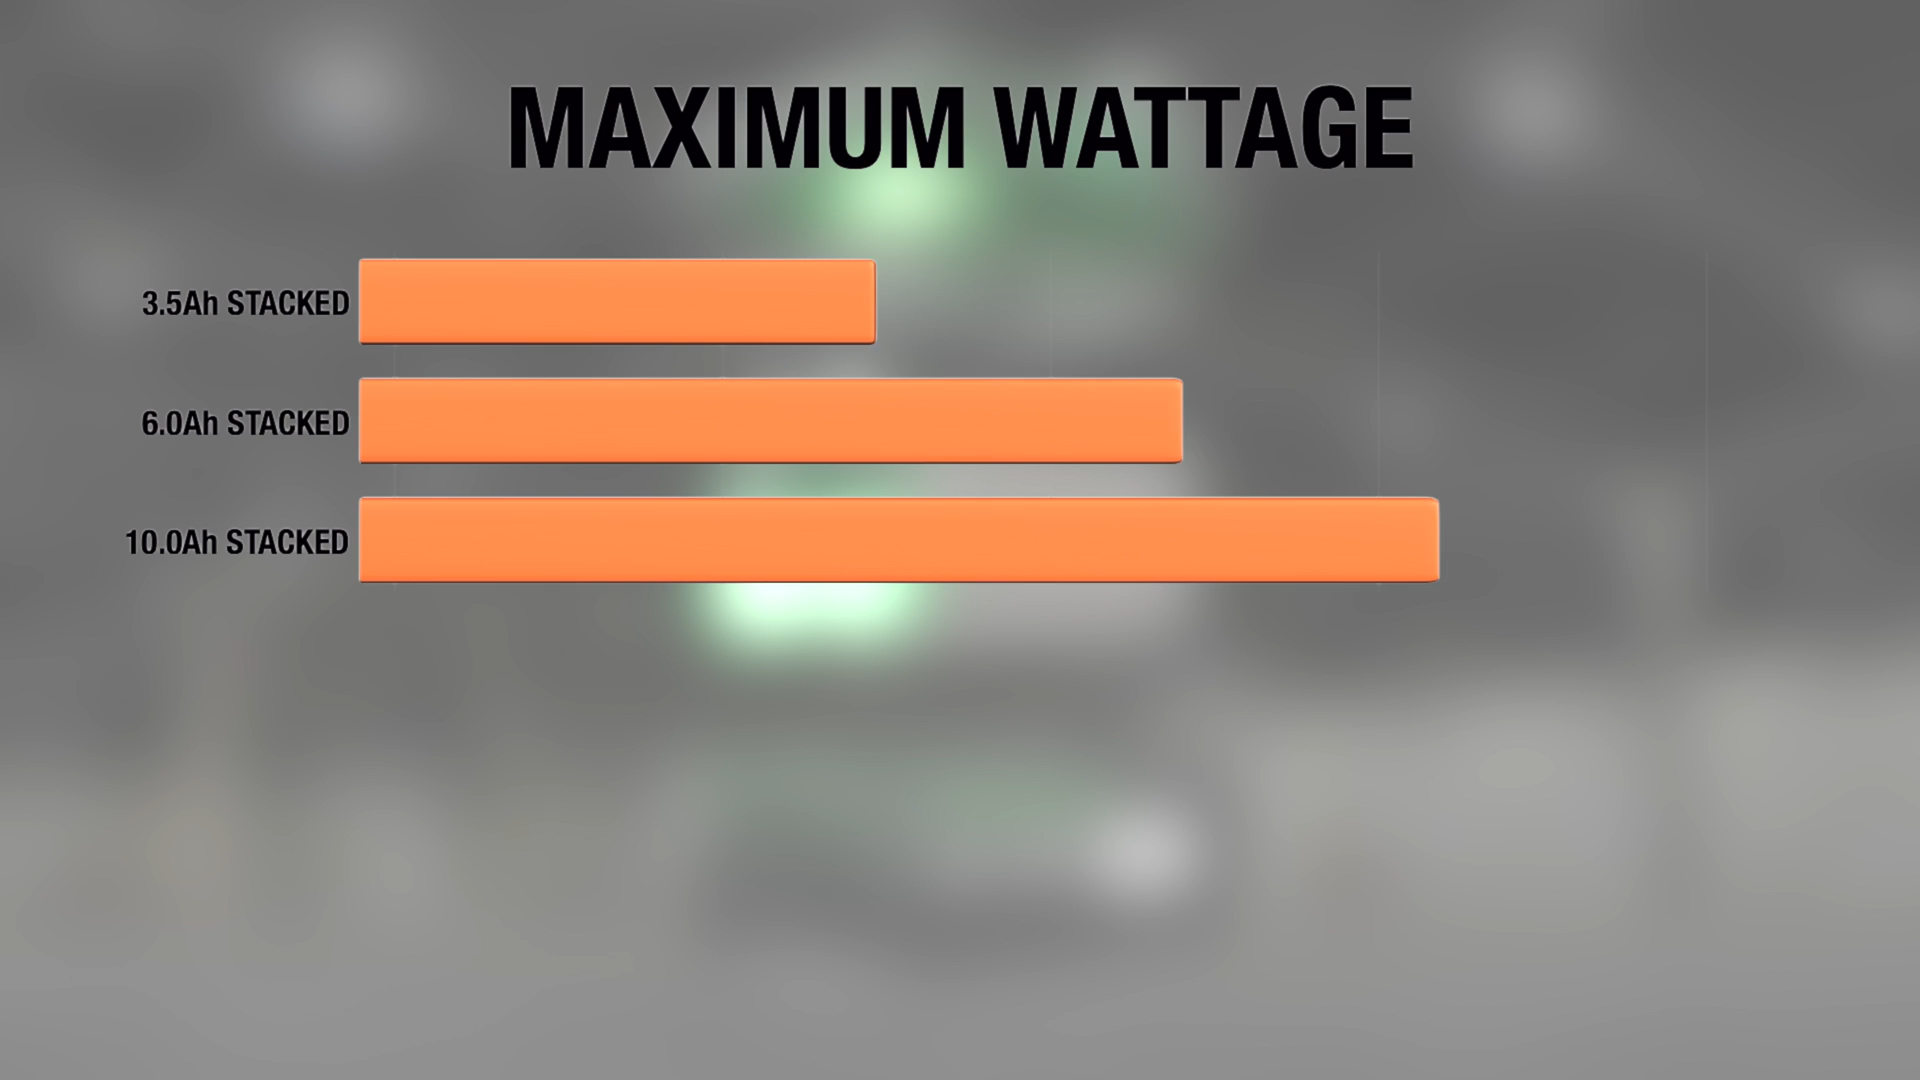 MAXIMUM WATTAGE
3.5Ah STACKED
6.0Ah STACKED
10.0Ah STACKED